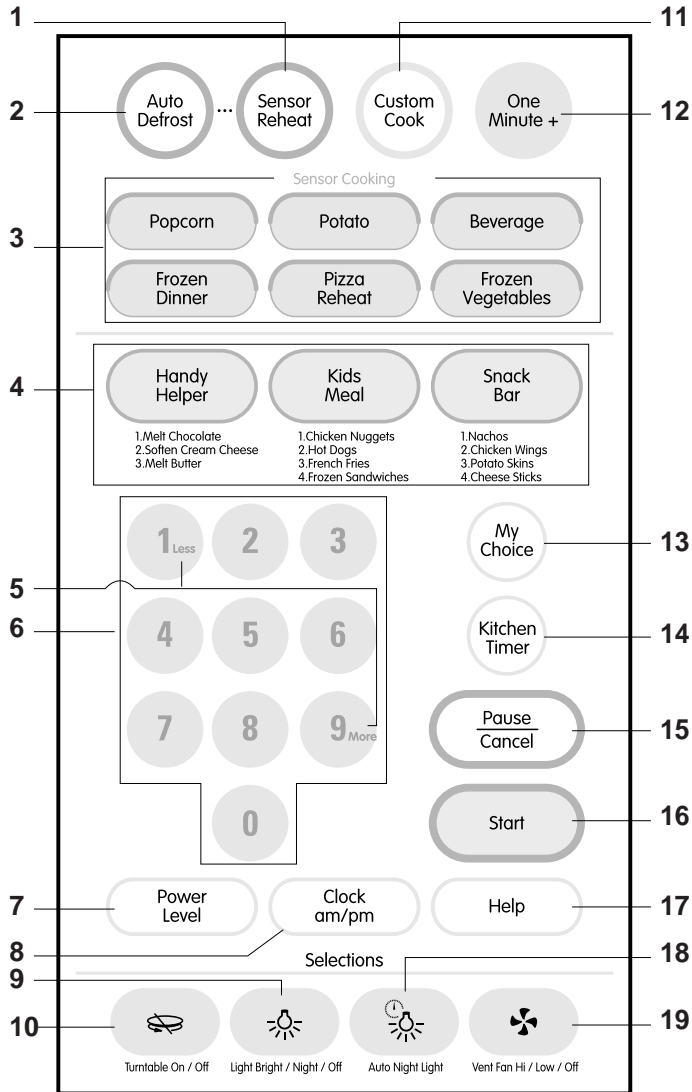 1
11
2
Auto
Defrost
...
Sensor
Reheat
Custom
Cook
One
Minute +
12
Sensor Cooking
3
Popcorn
Potato
Beverage
Frozen
Dinner
Pizza
Reheat
Frozen
Vegetables
4
Handy
Helper
Kids
Meal
Snack
Bar
1.Melt Chocolate
2.Soften Cream Cheese
3.Melt Butter
1.Chicken Nuggets
2.Hot Dogs
3.French Fries
4.Frozen Sandwiches
1.Nachos
2.Chicken Wings
3.Potato Skins
4.Cheese Sticks
1 Less
2
3
My
Choice
13
5
6
4
5
6
Kitchen
Timer
14
7
8
9 More
Pause
Cancel
15
0
Start
16
7
Power
Level
Clock
am/pm
Help
17
8
Selections
18
9
10
19
Turntable On / Off
Light Bright / Night / Off
Auto Night Light
Vent Fan Hi / Low / Off